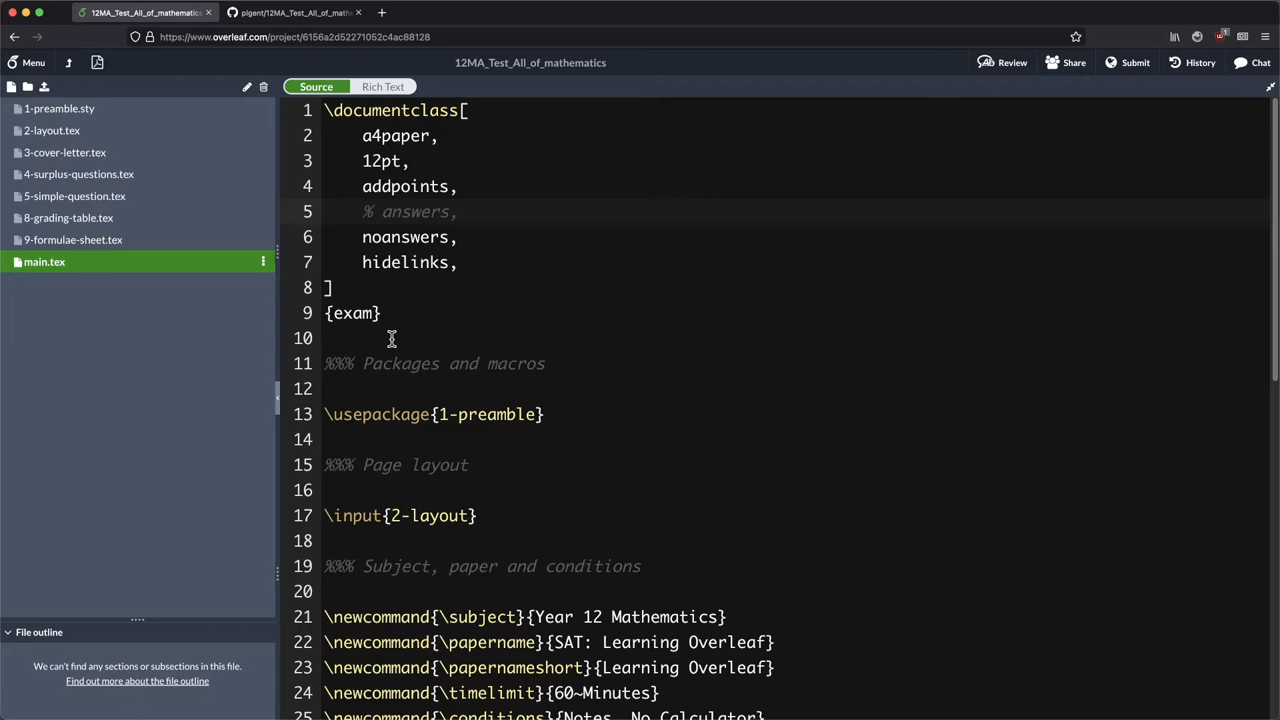 12MA_Test_All_of_mathematics
pigent/12MA_Test_All_of_mathe
https://www.overleaf.com/project/6156a2d52271052c4ac88128
1
Menu
12MA_Test_All_of_mathematics
Review
Share
Submit
History
Chat
Source
Rich Text
1-preamble.sty
2-layout.tex
3-cover-letter.tex
4-surplus-questions.tex
5-simple-question.tex
8-grading-table.tex
9-formulae-sheet.tex
main.tex
File outline
We can't find any sections or subsections in this file.
Find out more about the file outline
1 \documentclass[
2 a4paper,
3 12pt,
4 addpoints,
5 % answers,
6 noanswers,
7 hidelinks,
8 ]
9 {exam}
10
11 %%% Packages and macros
12
13 \usepackage{1-preamble}
14
15 %%% Page layout
16
17 \input{2-layout}
18
19 %%% Subject, paper and conditions
20
21 \newcommand{\subject}{Year 12 Mathematics}
22 \newcommand{\papername}{SAT: Learning Overleaf}
23 \newcommand{\papernameshort}{Learning Overleaf}
24 \newcommand{\timelimit}{60~Minutes}
25 \newcommand{\conditions}{Notes, No Calculator}